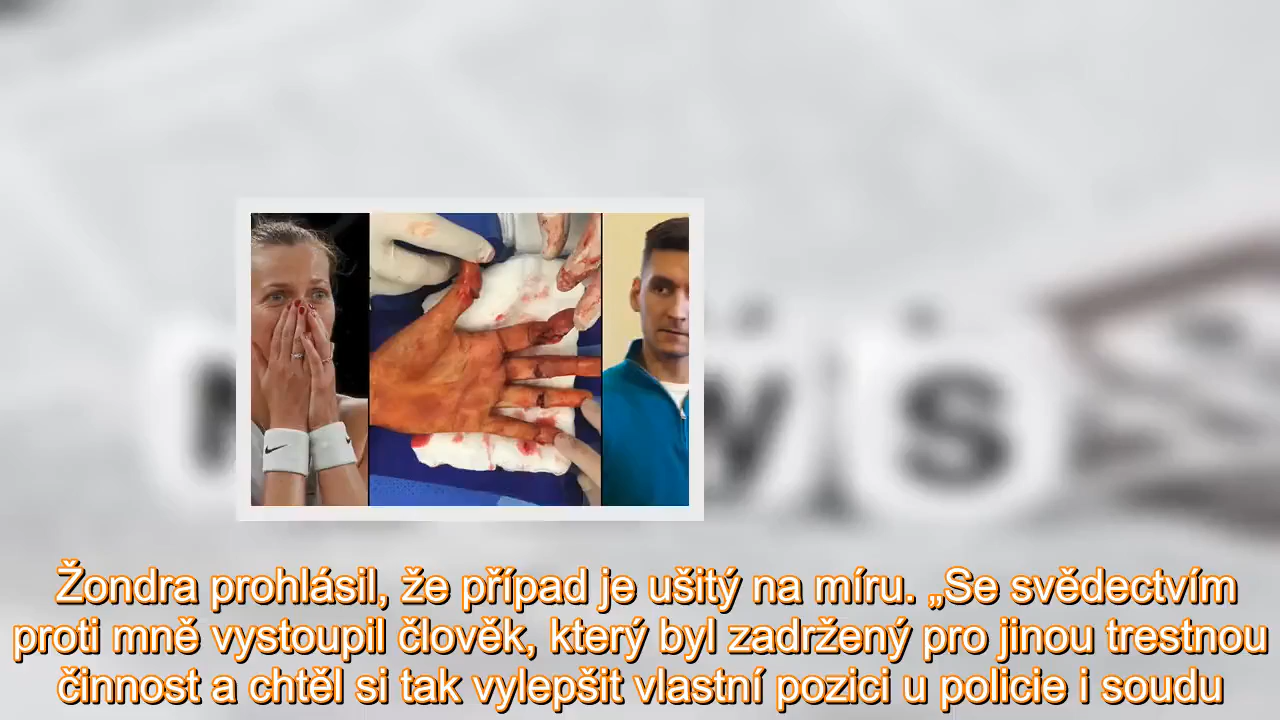 Žondra prohlásil, že případ je ušitý na míru. „Se svědectvím
proti mně vystoupil člověk, který byl zadržený pro jinou trestnou
činnost a chtěl si tak vylepšit vlastní pozici u policie i soudu